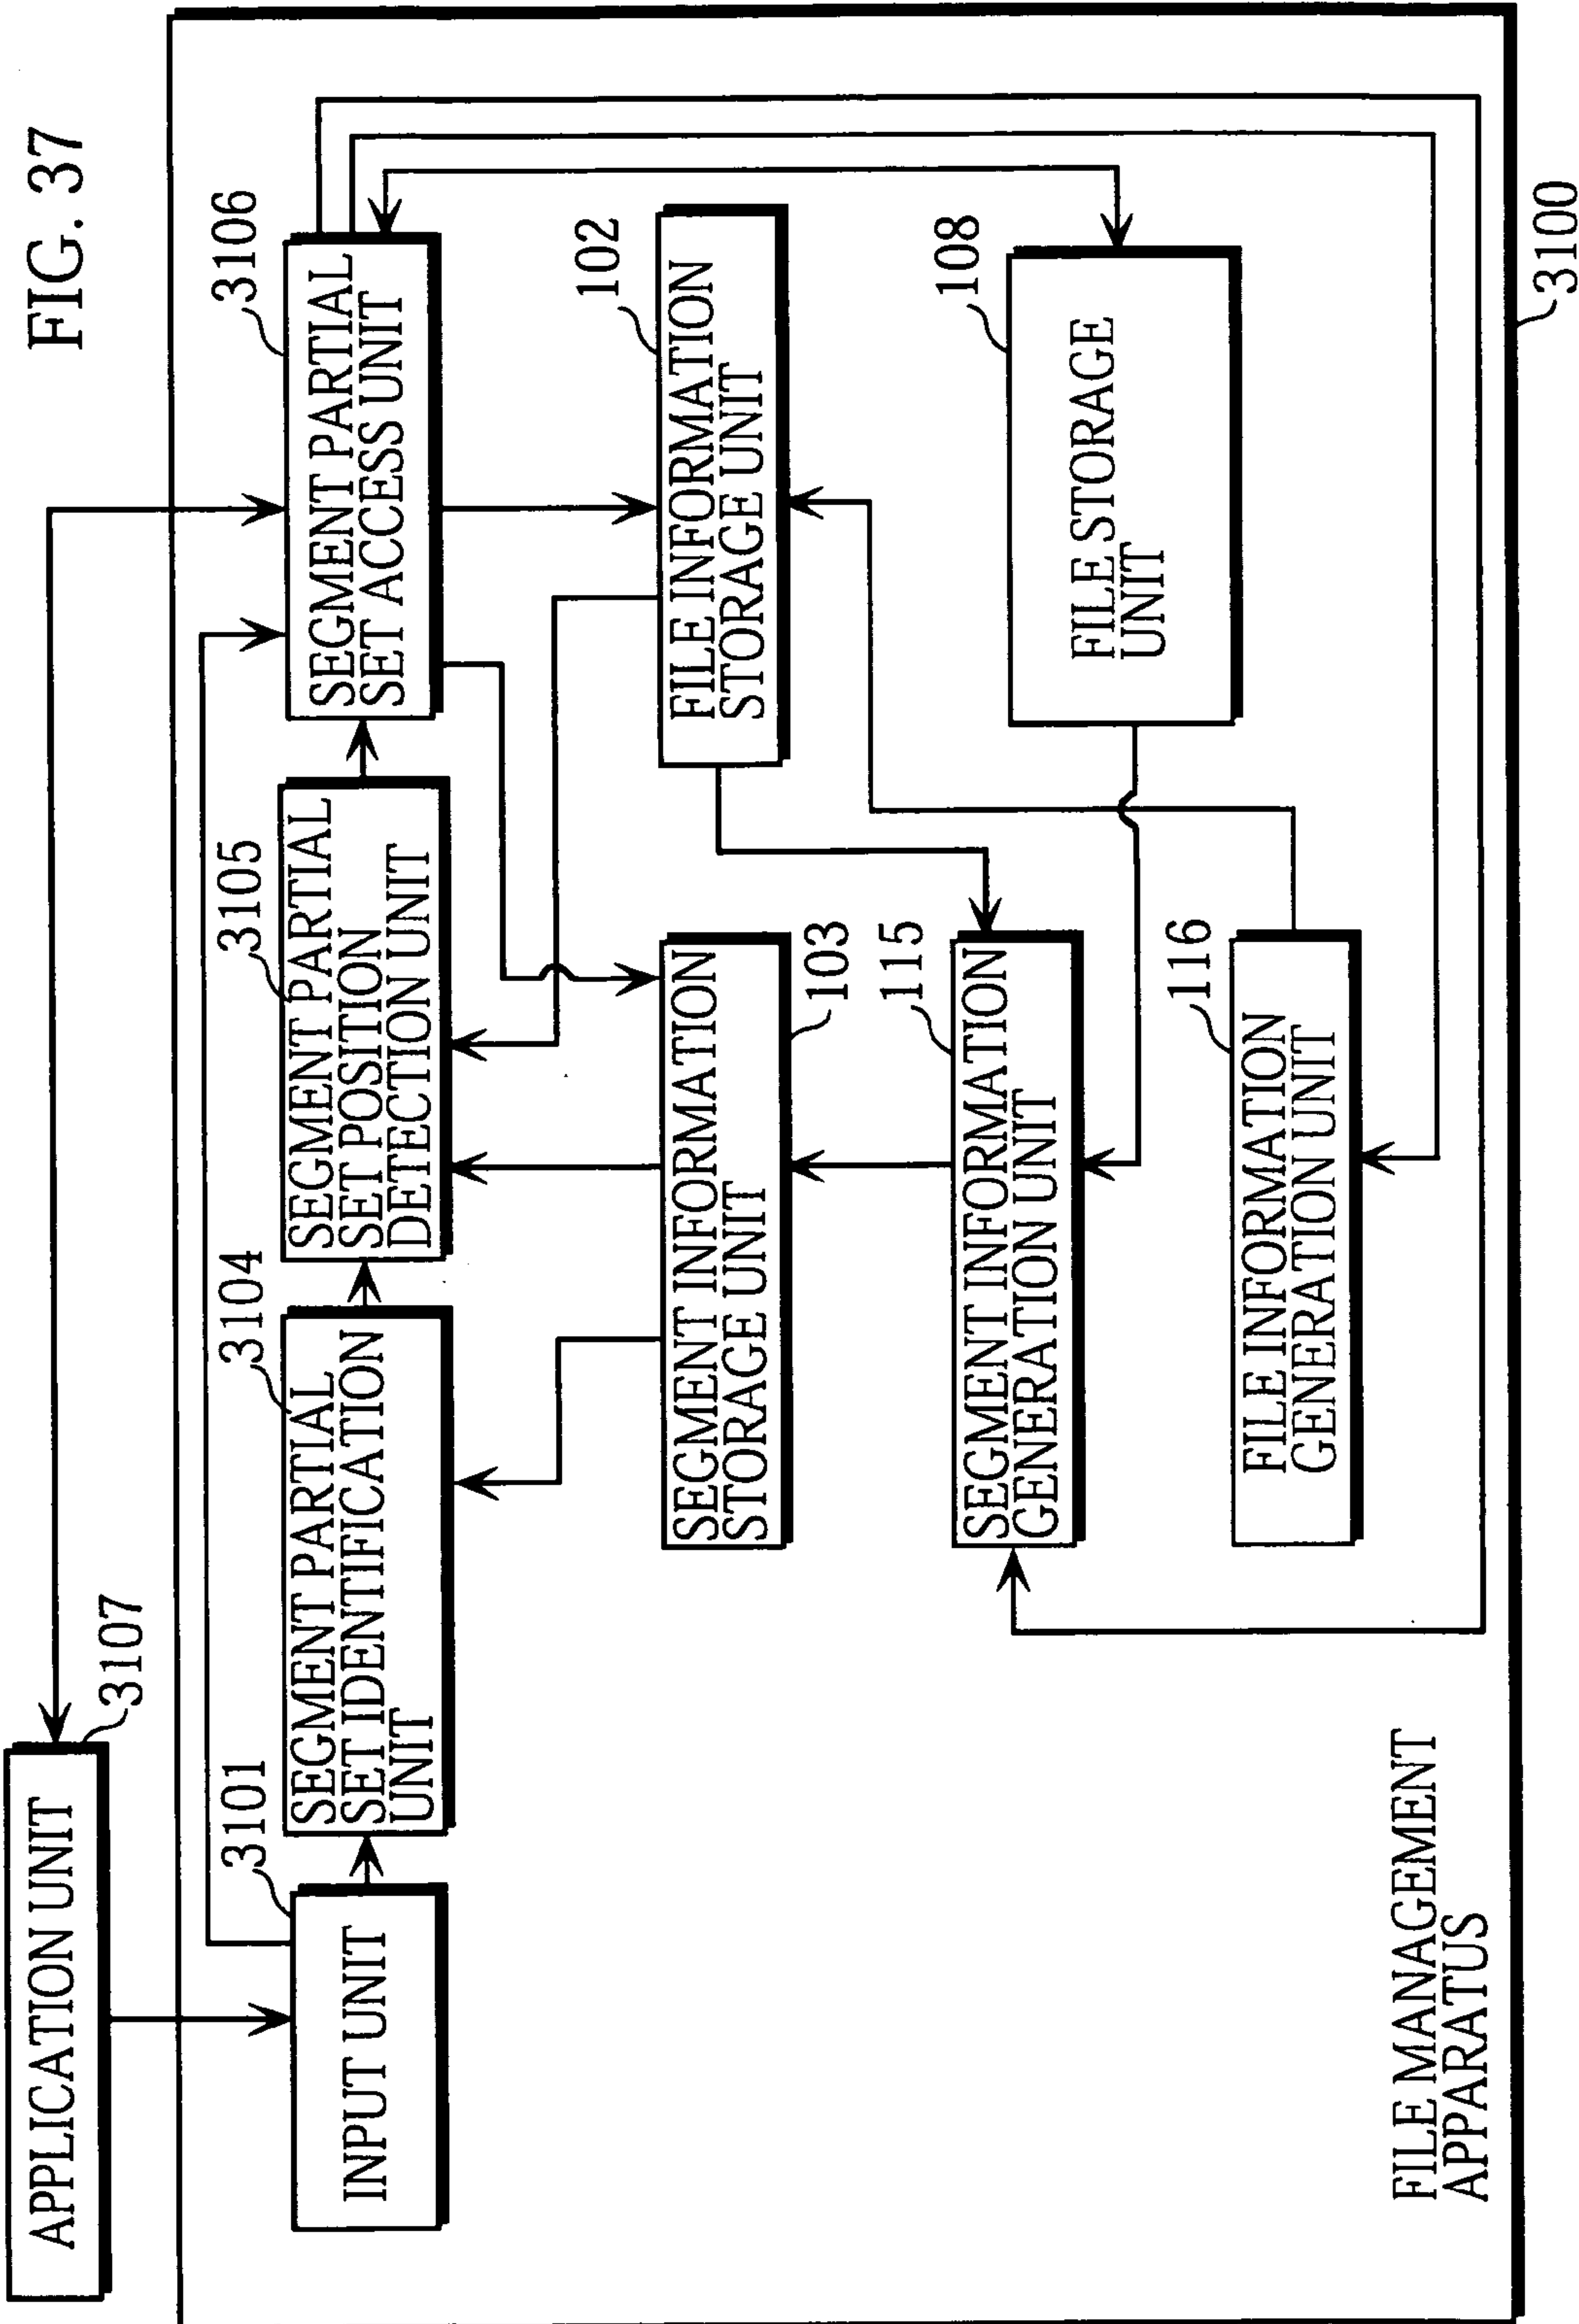 FIG. 37
APPLICATION UNIT
3107
3101
INPUT UNIT
3104
SEGMENT PARTIAL
SET IDENTIFICATION
UNIT
3105
SEGMENT PARTIAL
SET POSITION
DETECTION UNIT
3106
SEGMENT PARTIAL
SET ACCESS UNIT
SEGMENT INFORMATION
STORAGE UNIT
103
102
FILE INFORMATION
STORAGE UNIT
115
SEGMENT INFORMATION
GENERATION UNIT
108
FILE STORAGE
UNIT
116
FILE INFORMATION
GENERATION UNIT
FILE MANAGEMENT
APPARATUS
3100